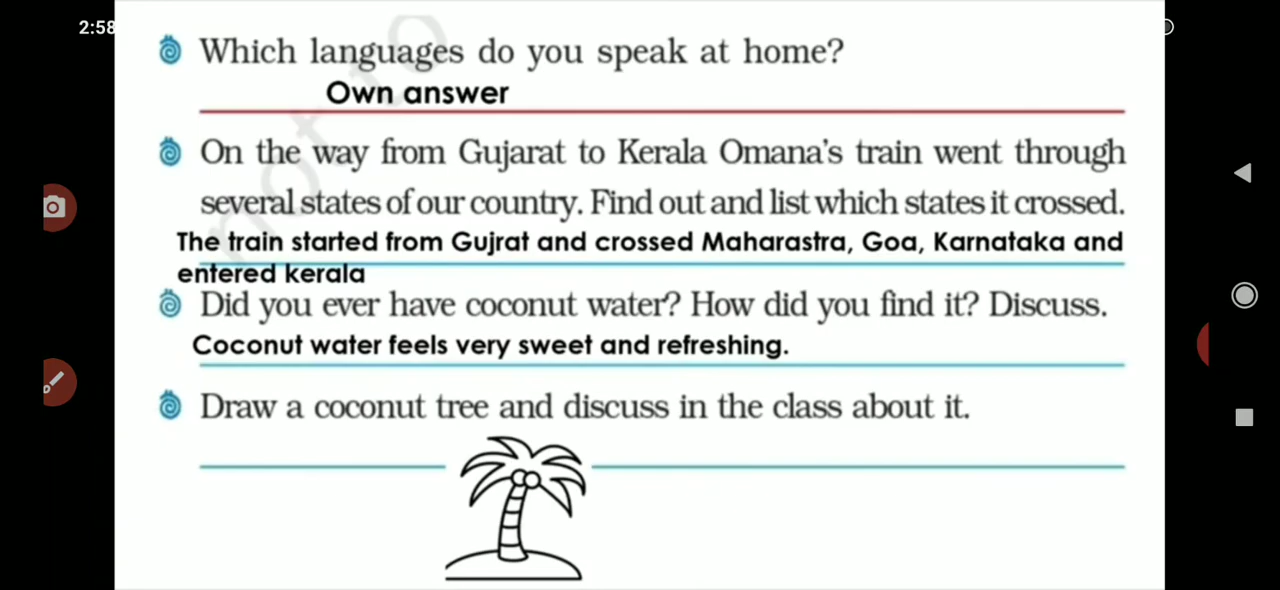 2:58
Which languages do you speak at home?
Own answer
On the way from Gujarat to Kerala Omana's train went through
several states of our country. Find out and list which states it crossed.
The train started from Gujrat and crossed Maharastra, Goa, Karnataka and
entered kerala
Did you ever have coconut water? How did you find it? Discuss.
Coconut water feels very sweet and refreshing.
Draw a coconut tree and discuss in the class about it.
not to